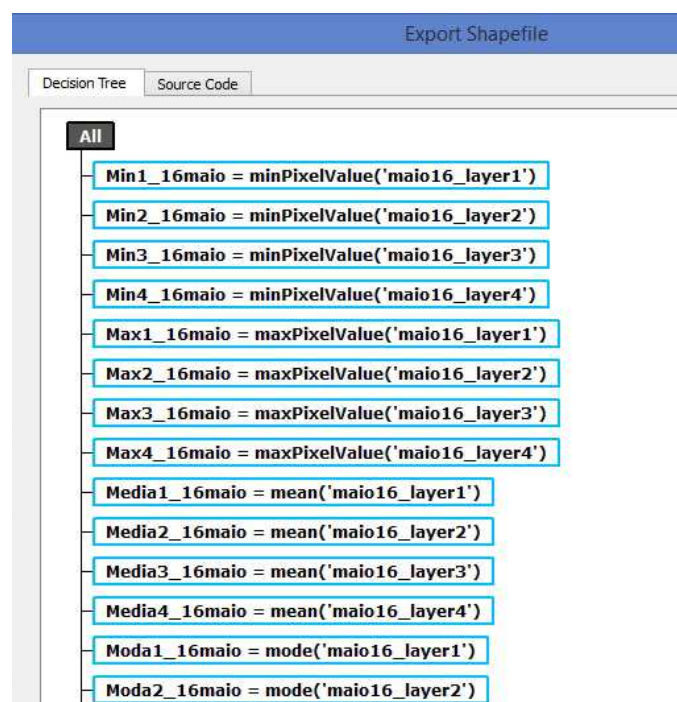 Export Shapefile
Decision Tree Source Code
All
Min1_16maio = minPixelValue('maio16_layer1')
Min2_16maio = minPixelValue('maio16_layer2')
Min3_16maio = minPixelValue('maio16_layer3')
Min4_16maio = minPixelValue('maio16_layer4')
Max1_16maio = maxPixelValue('maio16_layer1')
Max2_16maio = maxPixelValue('maio16_layer2')
Max3_16maio = maxPixelValue('maio16_layer3')
Max4_16maio = maxPixelValue('maio16_layer4')
Media1_16maio = mean('maio16_layer1')
Media2_16maio = mean('maio16_layer2')
Media3_16maio = mean('maio16_layer3')
Media4_16maio = mean('maio16_layer4')
Moda1_16maio = mode('maio16_layer1')
Moda2_16maio = mode('maio16_layer2')